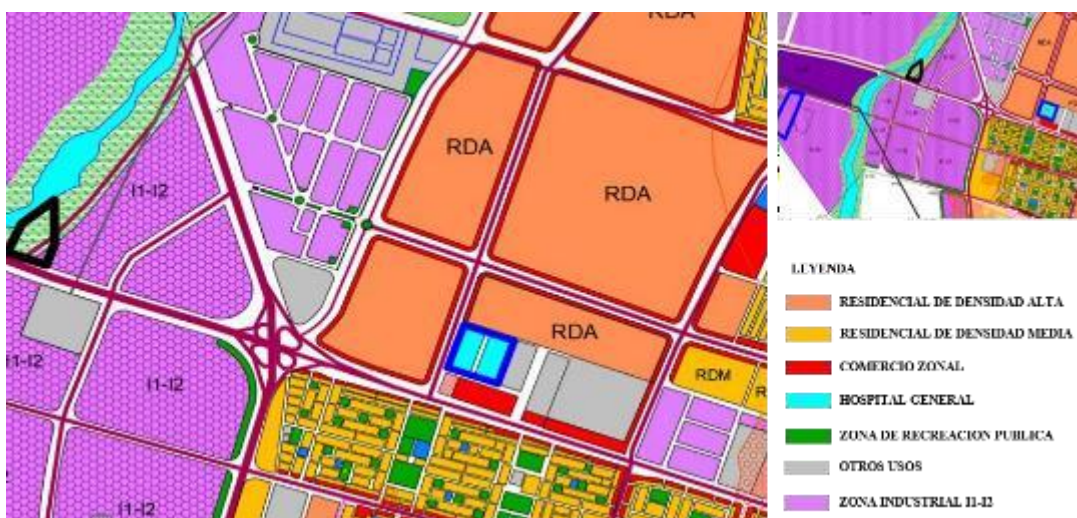 RDA
RDA
RDA
RDA
RDM
I1-I2
I1-I2
I1-I2
I1-I2
LEYENDA
RESIDENCIAL DE DENSIDAD ALTA
RESIDENCIAL DE DENSIDAD MEDIA
COMERCIO ZONAL
HOSPITAL GENERAL
ZONA DE RECREACION PUBLICA
OTROS USOS
ZONA INDUSTRIAL I1-I2